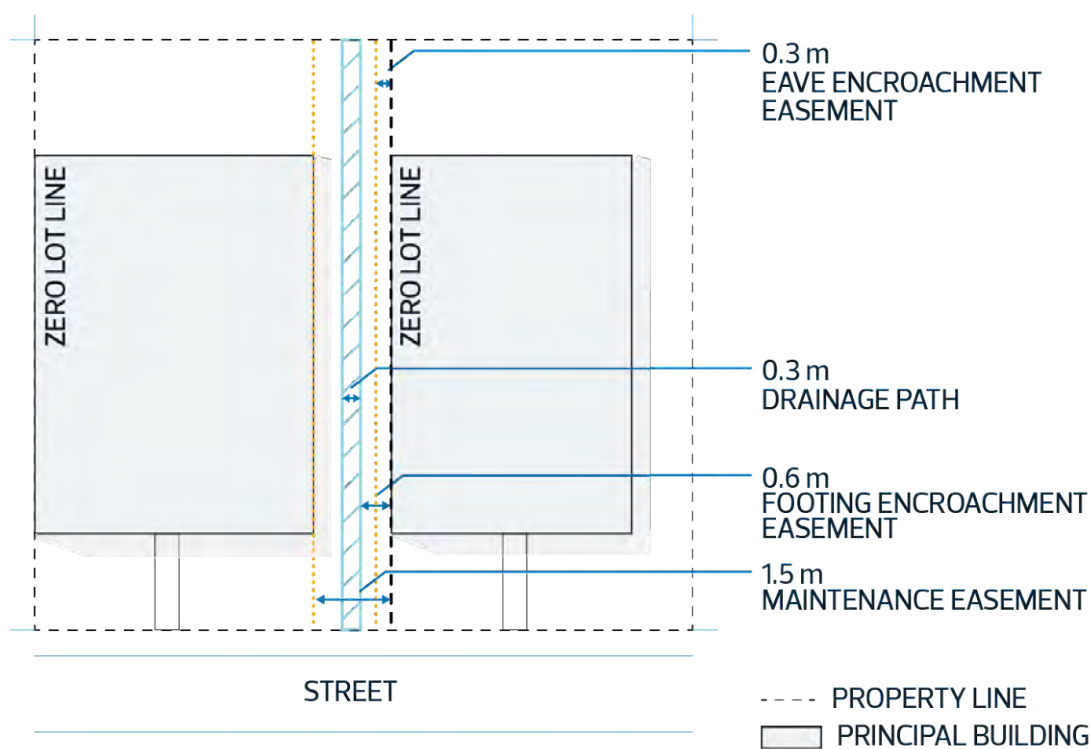 0.3 m
EAVE ENCROACHMENT
EASEMENT
ZERO LOT LINE
ZERO LOT LINE
0.3 m
DRAINAGE PATH
0.6 m
FOOTING ENCROACHMENT
EASEMENT
1.5 m
MAINTENANCE EASEMENT
STREET
PROPERTY LINE
PRINCIPAL BUILDING